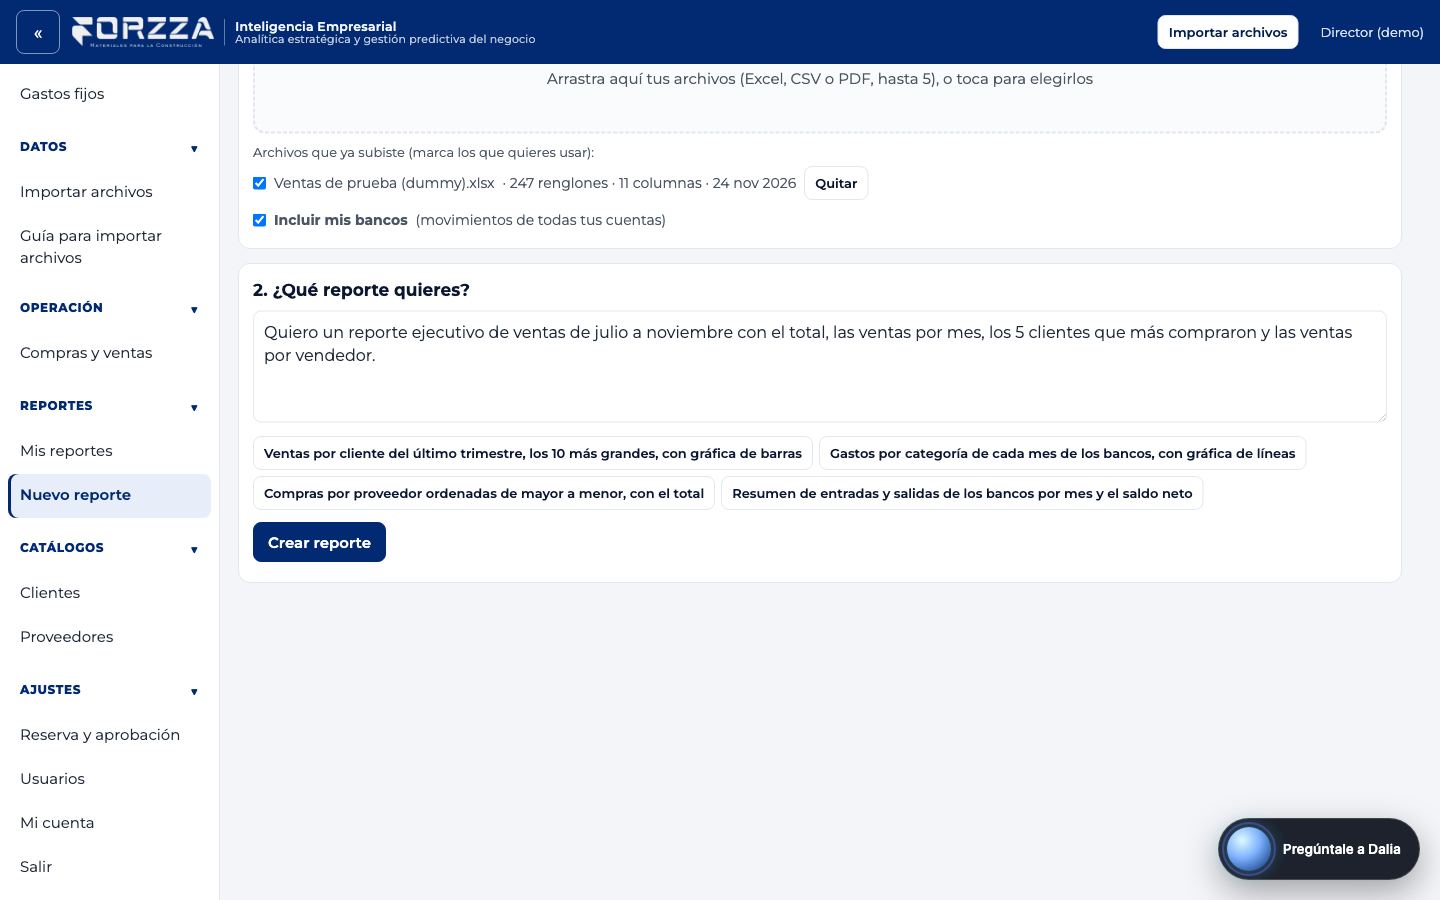 «
FORZZA
MATERIALES PARA LA CONSTRUCCIÓN
Inteligencia Empresarial
Analítica estratégica y gestión predictiva del negocio
Importar archivos
Director (demo)
Gastos fijos
DATOS
Importar archivos
Guía para importar
archivos
OPERACIÓN
Compras y ventas
REPORTES
Mis reportes
Nuevo reporte
CATÁLOGOS
Clientes
Proveedores
AJUSTES
Reserva y aprobación
Usuarios
Mi cuenta
Salir
Arrastra aquí tus archivos (Excel, CSV o PDF, hasta 5), o toca para elegirlos
Archivos que ya subiste (marca los que quieres usar):
Ventas de prueba (dummy).xlsx · 247 renglones · 11 columnas · 24 nov 2026 Quitar
Incluir mis bancos (movimientos de todas tus cuentas)
2. ¿Qué reporte quieres?
Quiero un reporte ejecutivo de ventas de julio a noviembre con el total, las ventas por mes, los 5 clientes que más compraron y las ventas
por vendedor.
Ventas por cliente del último trimestre, los 10 más grandes, con gráfica de barras
Gastos por categoría de cada mes de los bancos, con gráfica de líneas
Compras por proveedor ordenadas de mayor a menor, con el total
Resumen de entradas y salidas de los bancos por mes y el saldo neto
Crear reporte
Pregúntale a Dalia